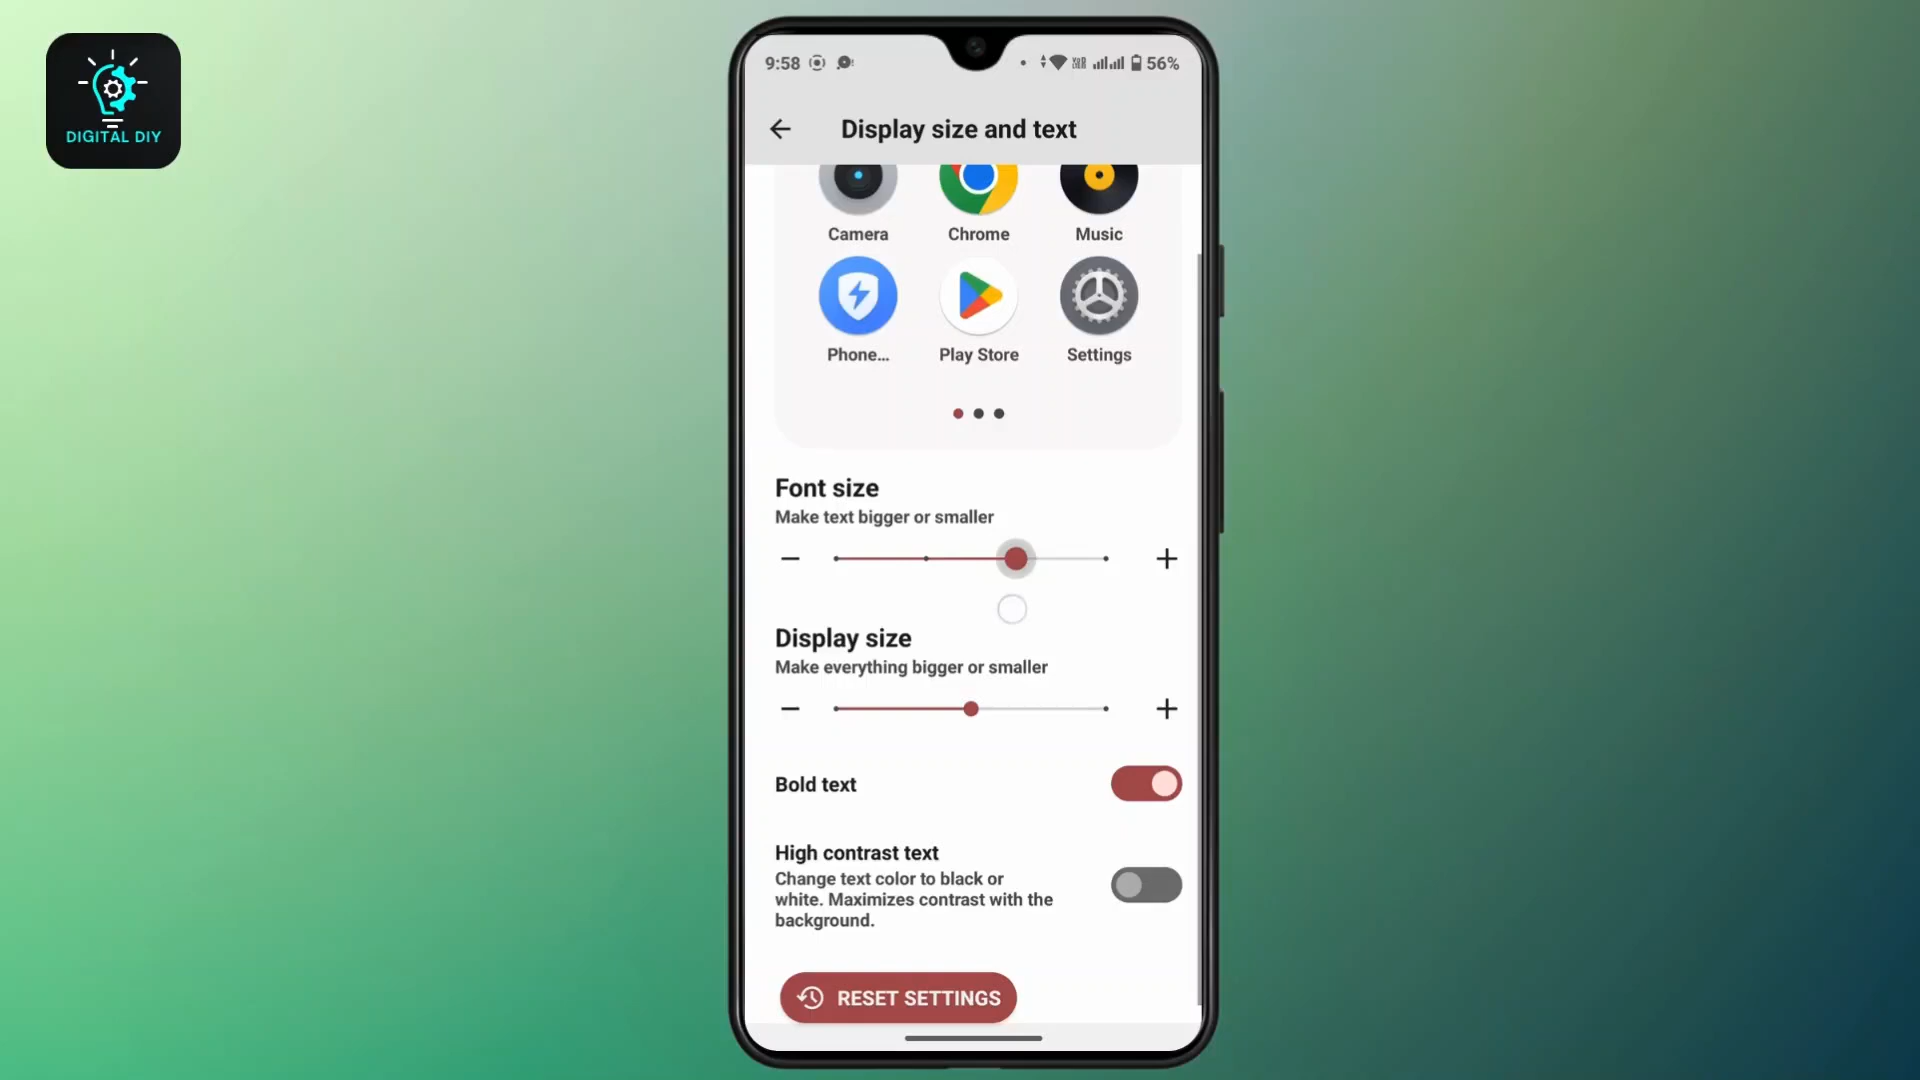 DIGITAL DIY
9:58
56%
Display size and text
Camera Chrome Music
Phone... Play Store Settings
Font size
Make text bigger or smaller
Display size
Make everything bigger or smaller
Bold text
High contrast text
Change text color to black or
white. Maximizes contrast with the
background.
RESET SETTINGS